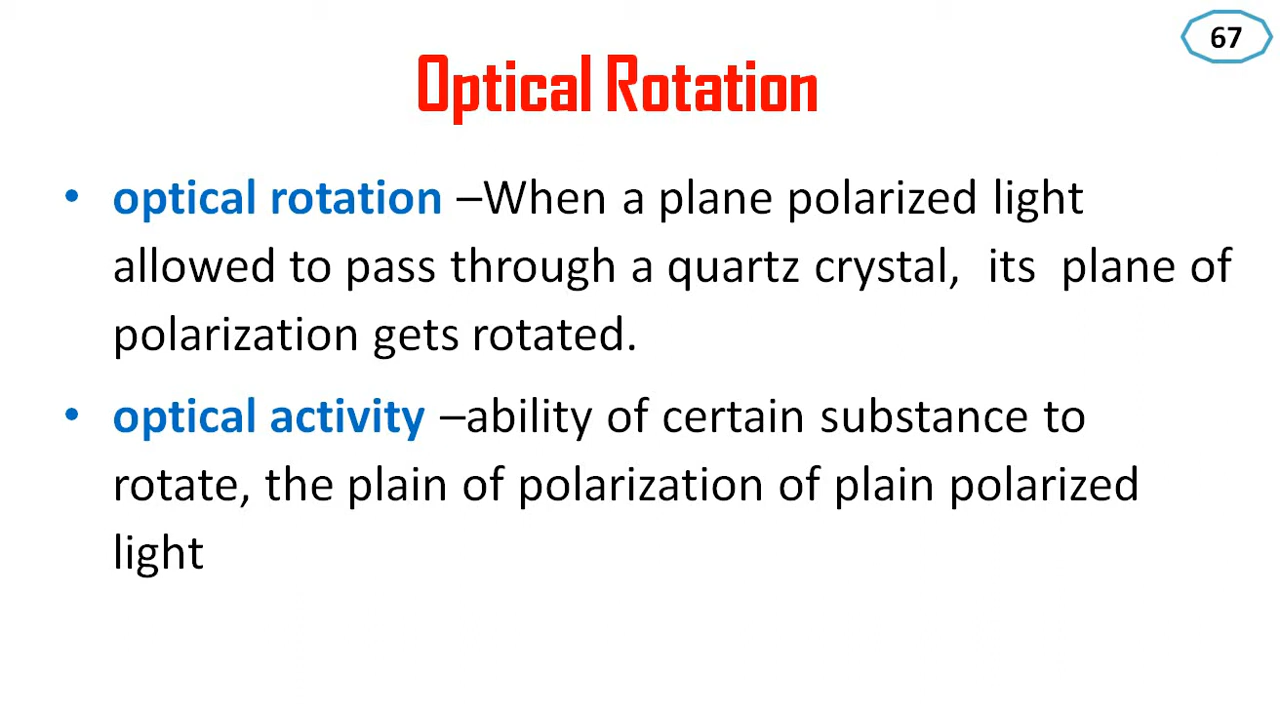 67
Optical Rotation
• optical rotation –When a plane polarized light
allowed to pass through a quartz crystal, its plane of
polarization gets rotated.
• optical activity –ability of certain substance to
rotate, the plain of polarization of plain polarized
light